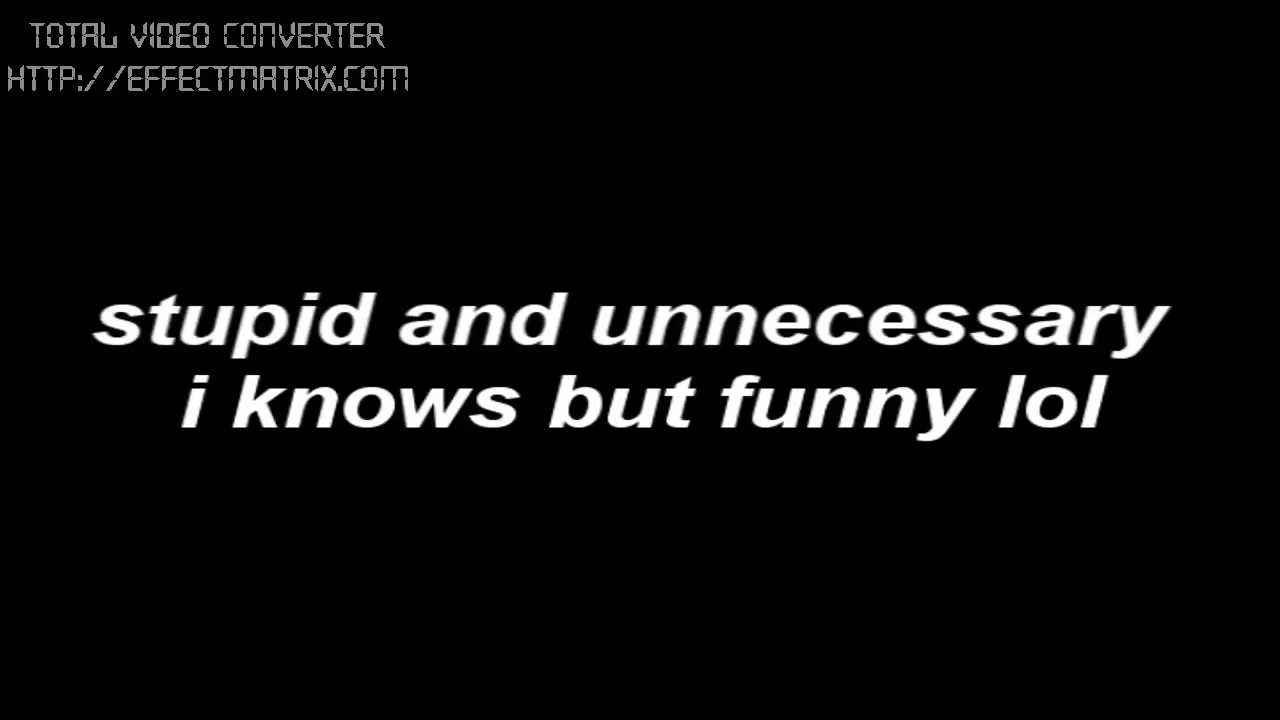 TOTAL VIDEO CONVERTER
HTTP://EFFECTMATRIX.COM
stupid and unnecessary
i knows but funny lol